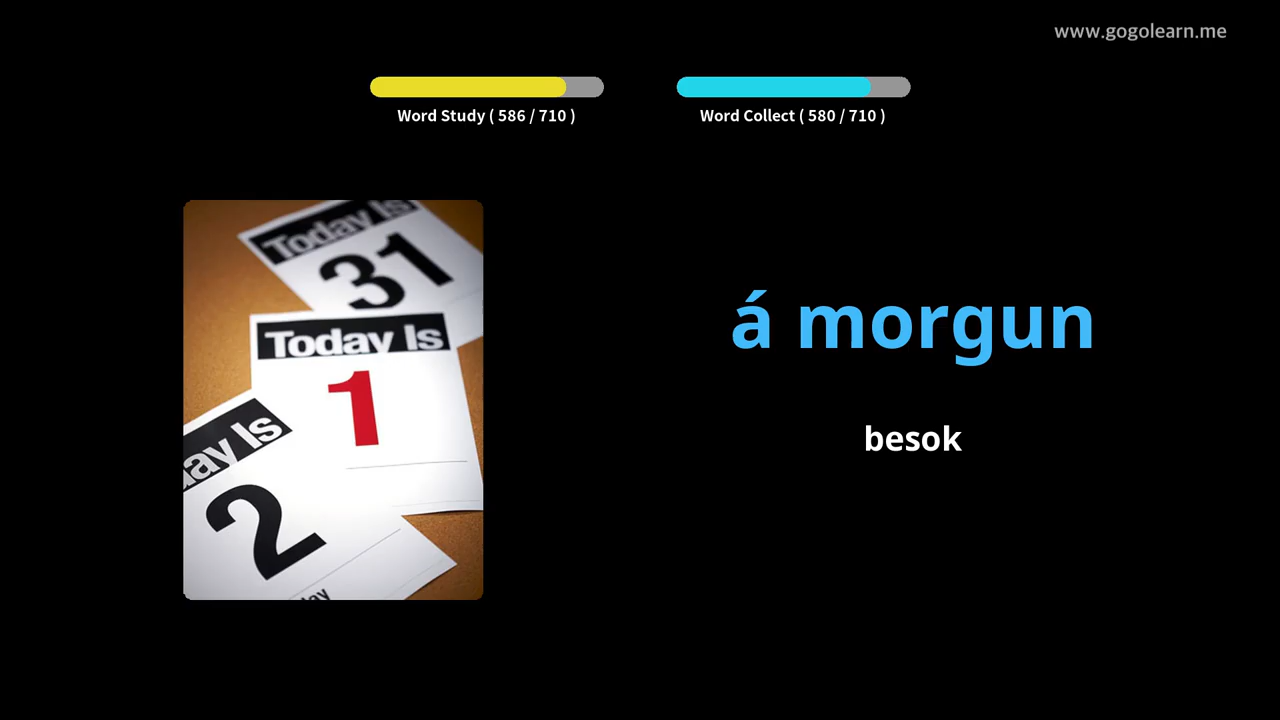 www.gogolearn.me
Word Study ( 586 / 710 )
Word Collect ( 580 / 710 )
Today Is
31
Today Is
1
ay Is
2
á morgun
besok